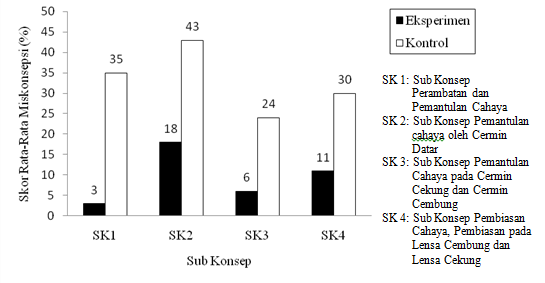 Skor Rata-Rata Miskonsepsi (%)
50
45
40
35
30
25
20
15
10
5
0
3
35
18
43
6
24
11
30
SK1
SK2
SK3
SK4
Sub Konsep
Eksperimen
Kontrol
SK 1: Sub Konsep
Perambatan dan
Pemantulan Cahaya
SK 2: Sub Konsep Pemantulan
cahaya oleh Cermin
Datar
SK 3: Sub Konsep Pemantulan
Cahaya pada Cermin
Cekung dan Cermin
Cembung
SK 4: Sub Konsep Pembiasan
Cahaya, Pembiasan pada
Lensa Cembung dan
Lensa Cekung